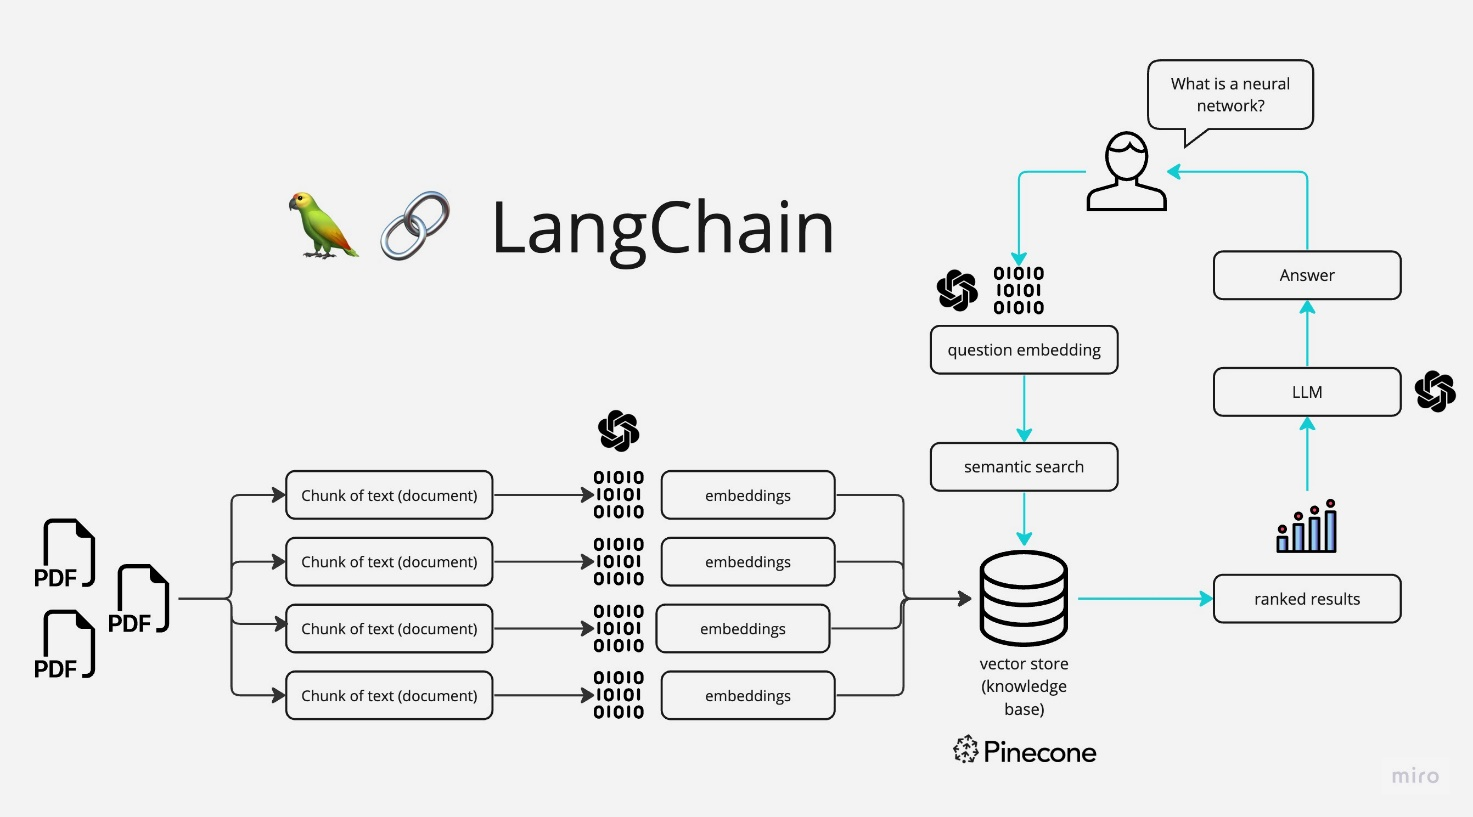 What is a neural
network?
LangChain
01010
10101
01010
question embedding
Answer
semantic search
LLM
PDF
PDF
PDF
Chunk of text (document)
01010
10101
01010
embeddings
Chunk of text (document)
01010
10101
01010
embeddings
Chunk of text (document)
01010
10101
01010
embeddings
Chunk of text (document)
01010
10101
01010
embeddings
ranked results
vector store
(knowledge
base)
Pinecone
miro